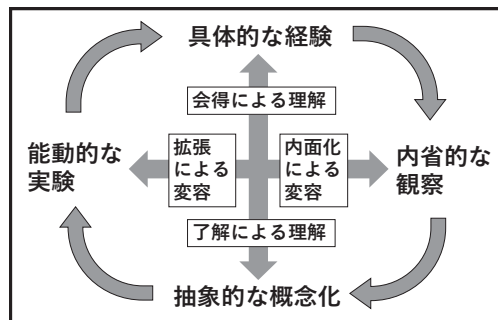 具体的な経験
会得による理解
能動的な
実験
拡張
による
変容
内面化
による
変容
内省的な
観察
了解による理解
抽象的な概念化